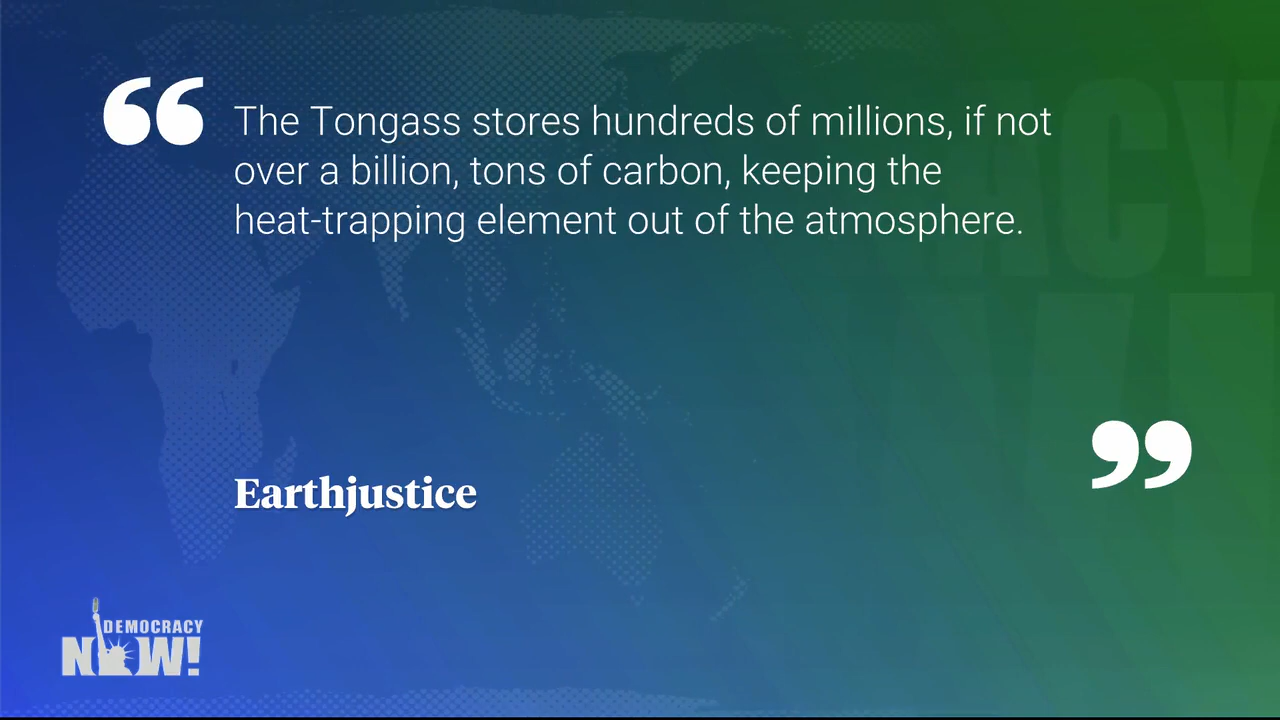 “The Tongass stores hundreds of millions, if not
over a billion, tons of carbon, keeping the
heat-trapping element out of the atmosphere.
”
Earthjustice
DEMOCRACY
NOW!